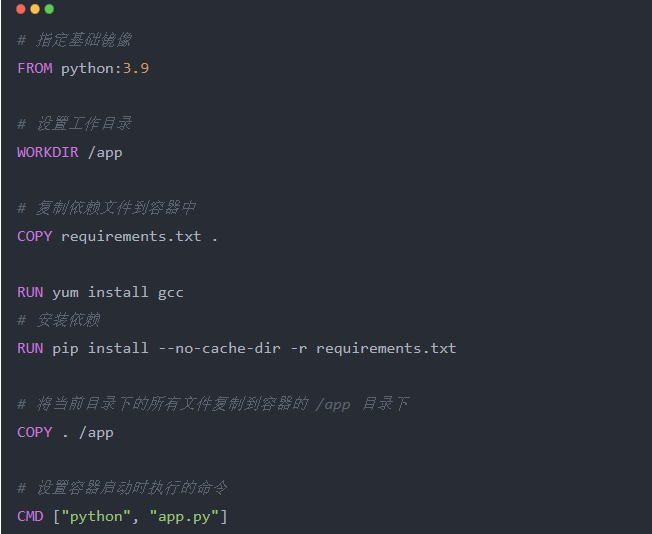 # 指定基础镜像
FROM python:3.9
# 设置工作目录
WORKDIR /app
# 复制依赖文件到容器中
COPY requirements.txt .
RUN yum install gcc
# 安装依赖
RUN pip install --no-cache-dir -r requirements.txt
# 将当前目录下的所有文件复制到容器的 /app 目录下
COPY . /app
# 设置容器启动时执行的命令
CMD ["python", "app.py"]